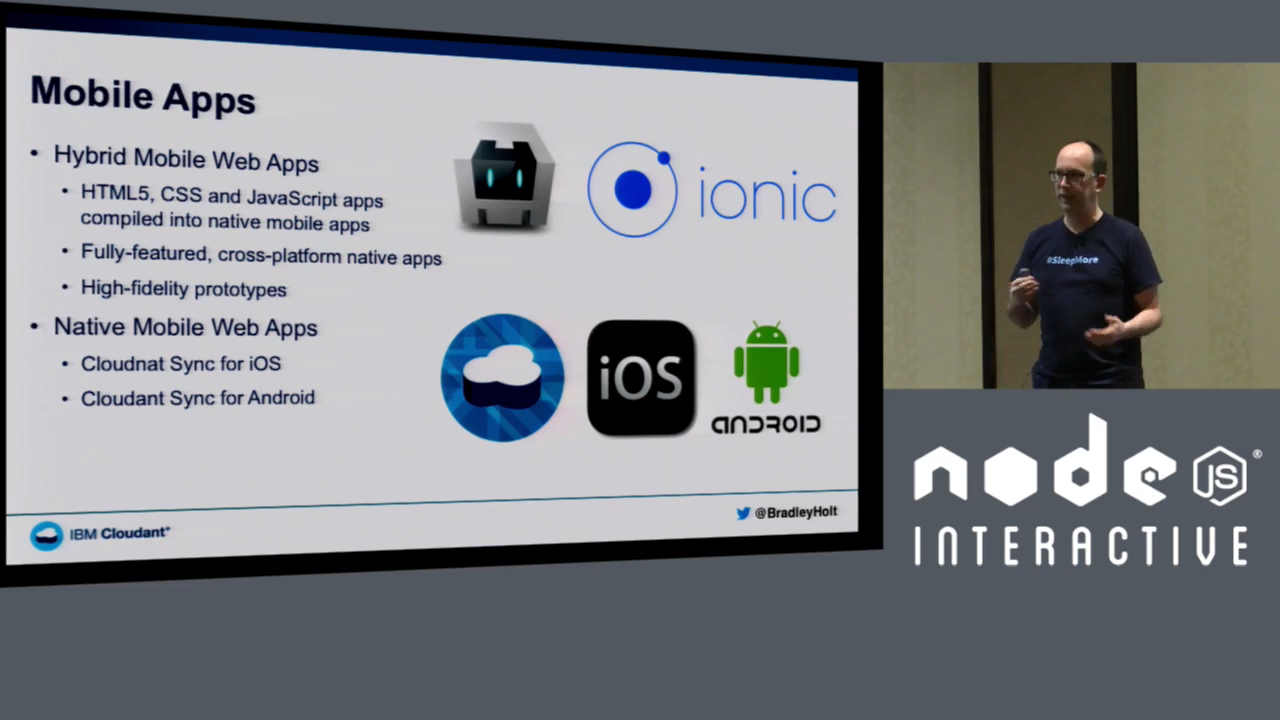 Mobile Apps
• Hybrid Mobile Web Apps
• HTML5, CSS and JavaScript apps
compiled into native mobile apps
• Fully-featured, cross-platform native apps
• High-fidelity prototypes
• Native Mobile Web Apps
• Cloudnat Sync for iOS
• Cloudant Sync for Android
ionic
iOS
ANDROID
IBM Cloudant®
@BradleyHolt
#SleepMore
node JS ®
INTERACTIVE